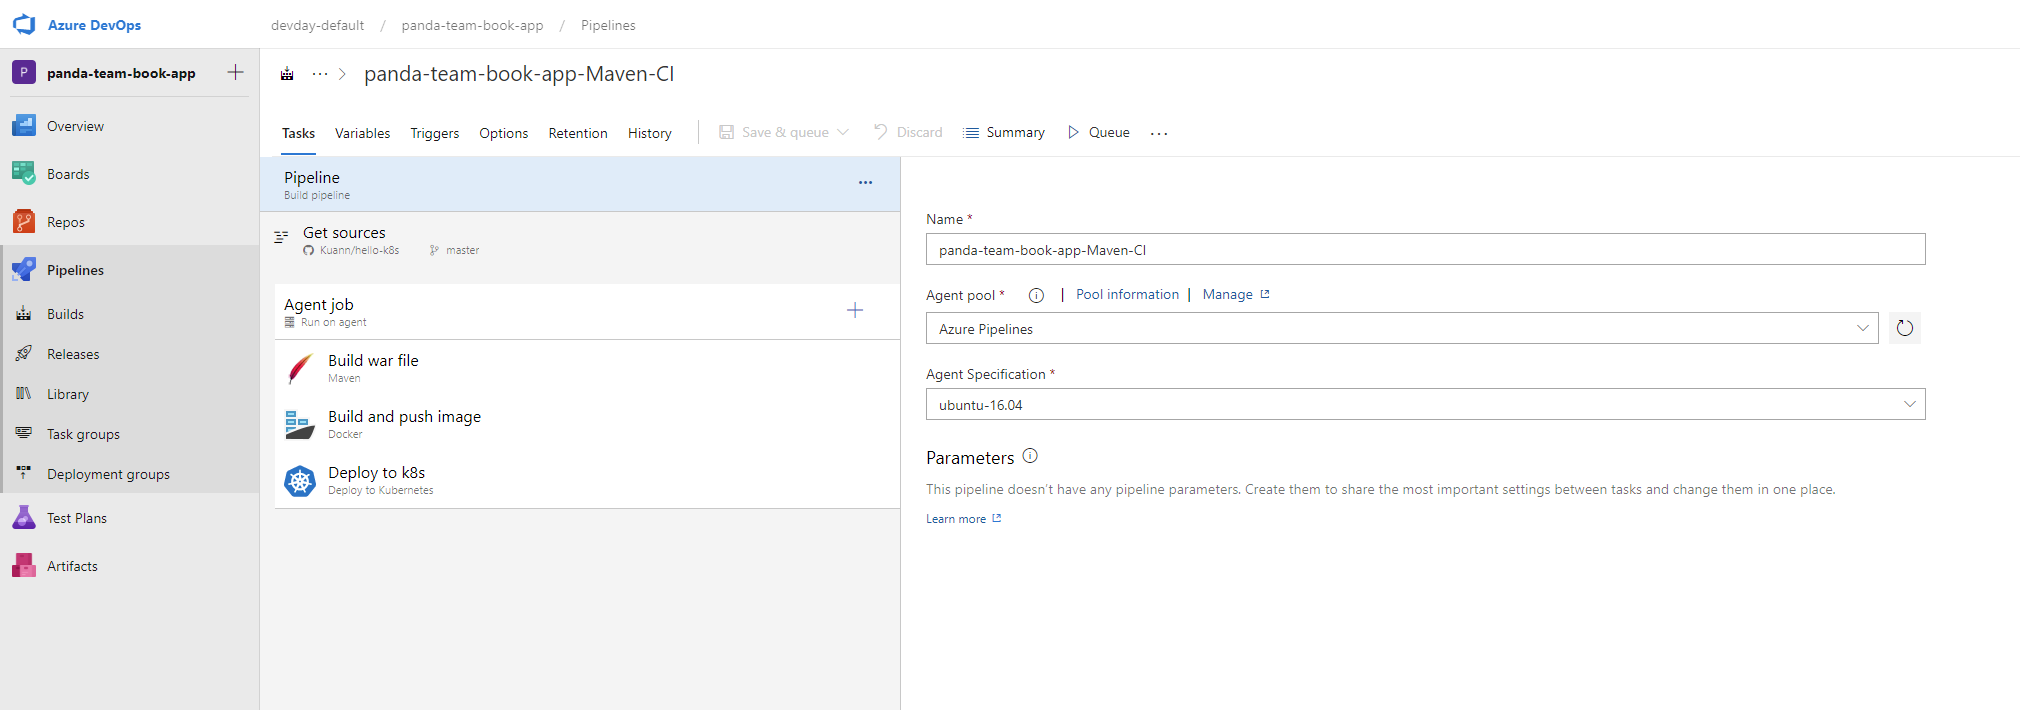 Azure DevOps
devday-default / panda-team-book-app / Pipelines
P panda-team-book-app
Overview
Boards
Repos
Pipelines
Builds
Releases
Library
Task groups
Deployment groups
Test Plans
Artifacts
... > panda-team-book-app-Maven-CI
Tasks Variables Triggers Options Retention History Save & queue Discard Summary Queue ...
Pipeline
Build pipeline
Get sources
Kuann/hello-k8s master
Agent job
Run on agent
Build war file
Maven
Build and push image
Docker
Deploy to k8s
Deploy to Kubernetes
Name *
panda-team-book-app-Maven-CI
Agent pool * | Pool information | Manage
Azure Pipelines
Agent Specification *
ubuntu-16.04
Parameters
This pipeline doesn't have any pipeline parameters. Create them to share the most important settings between tasks and change them in one place.
Learn more